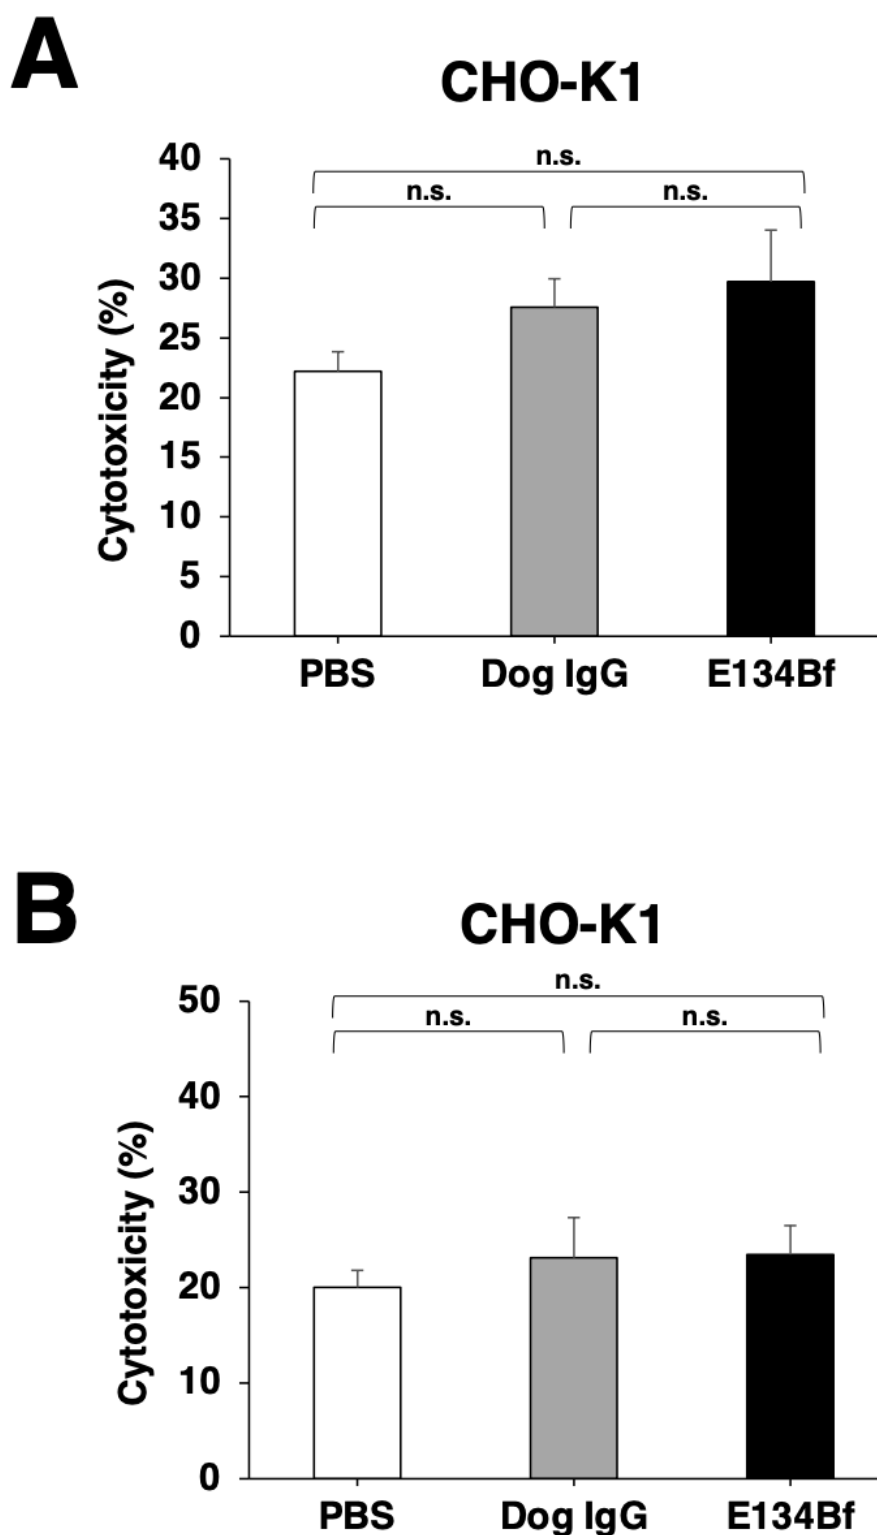 A
CHO-K1
n.s.
n.s. n.s.
40
35
30
25
20
15
10
5
0
Cytotoxicity (%)
PBS Dog IgG E134Bf
B
CHO-K1
n.s.
n.s. n.s.
50
40
30
20
10
0
Cytotoxicity (%)
PBS Dog IgG E134Bf